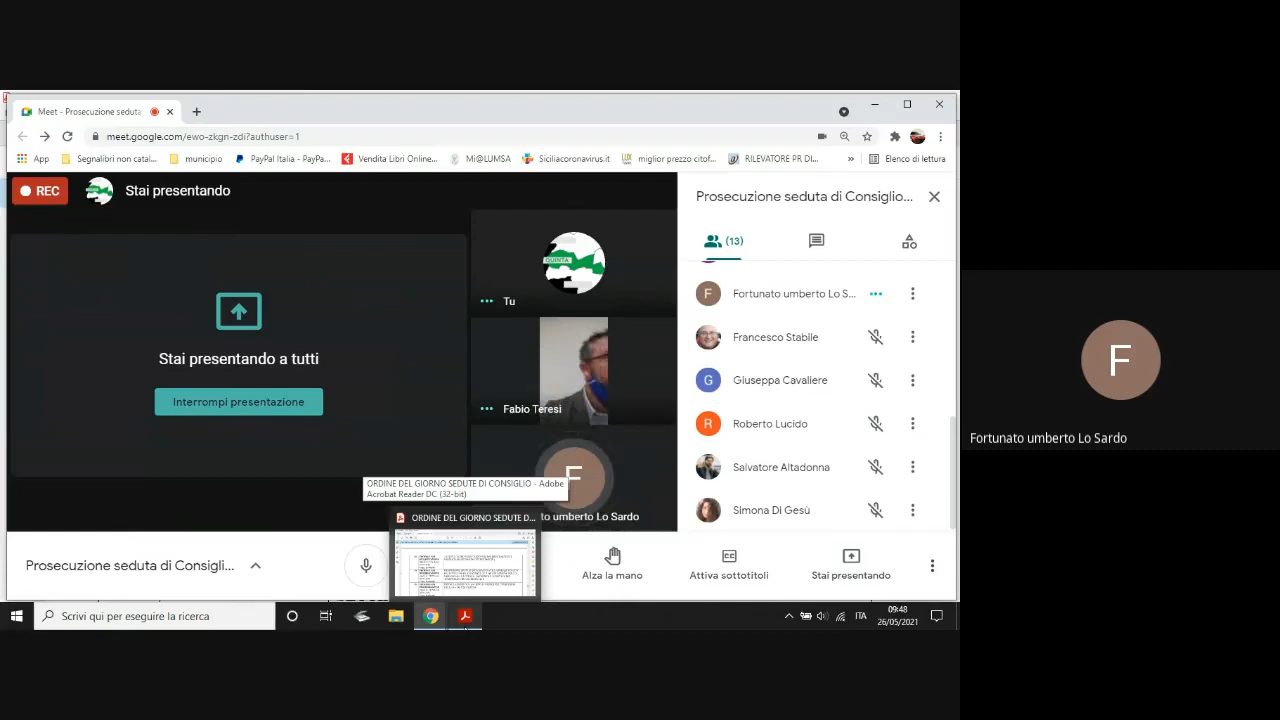 Meet - Prosecuzione seduta
meet.google.com/ewo-zkgn-zdi?authuser=1
App
Segnalibri non catal...
municipio
PayPal Italia - PayPa...
Vendita Libri Online...
Mi@LUMSA
Siciliacoronavirus.it
miglior prezzo citof...
RILEVATORE PR DI...
»
Elenco di lettura
REC
Stai presentando
Prosecuzione seduta di Consiglio...
(13)
QUINTA
Tu
Stai presentando a tutti
Interrompi presentazione
Fabio Teresi
F
Fortunato umberto Lo S...
Francesco Stabile
G
Giuseppa Cavaliere
R
Roberto Lucido
Salvatore Altadonna
Simona Di Gesù
F
to umberto Lo Sardo
ORDINE DEL GIORNO SEDUTE DI CONSIGLIO - Adobe
Acrobat Reader DC (32-bit)
ORDINE DEL GIORNO SEDUTE D...
Prosecuzione seduta di Consigli...
Alza la mano
Attiva sottotitoli
Stai presentando
Scrivi qui per eseguire la ricerca
ITA
09:48
26/05/2021
F
Fortunato umberto Lo Sardo